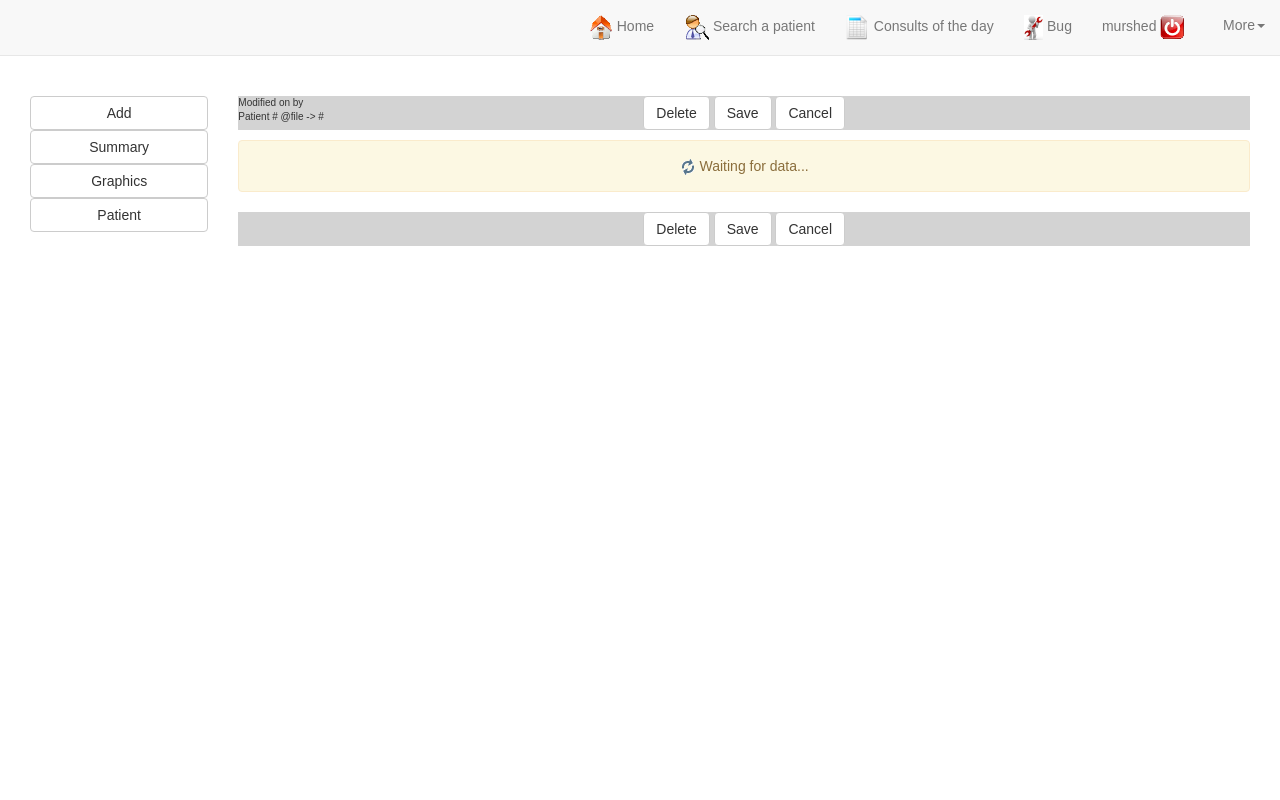 Home Search a patient Consults of the day Bug murshed More
Add
Summary
Graphics
Patient
Modified on by
Patient # @file -> #
Delete Save Cancel
Waiting for data...
Delete Save Cancel